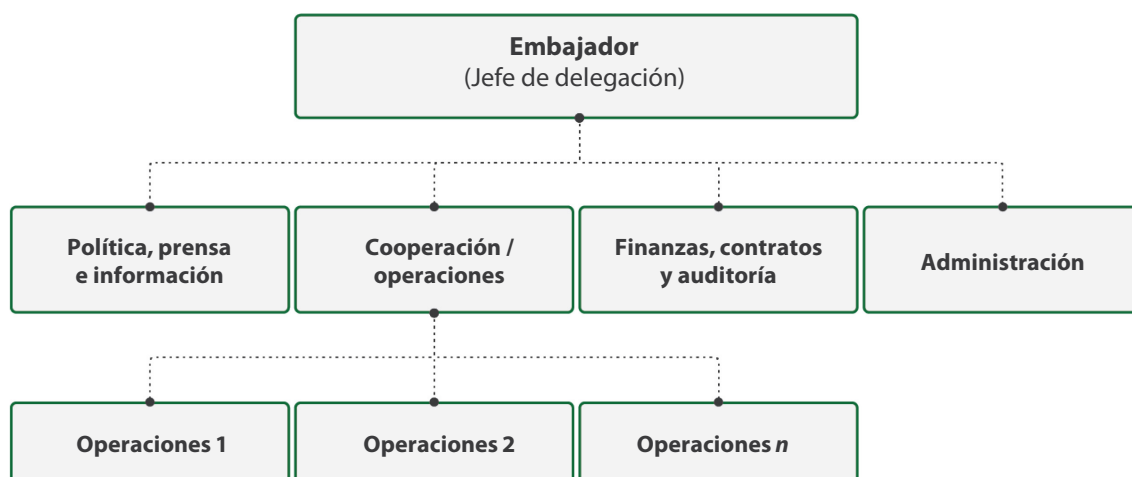 Embajador
(Jefe de delegación)
Política, prensa
e información
Cooperación /
operaciones
Finanzas, contratos
y auditoría
Administración
Operaciones 1
Operaciones 2
Operaciones n